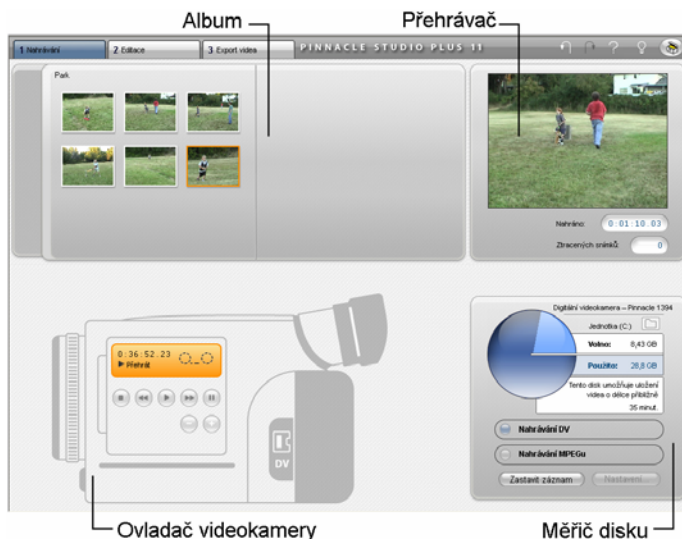 Album
Přehrávač
1 Nahrávání
2 Editace
3 Export videa
PINNACLE STUDIO PLUS 11
Park
Nahráno: 0:01:10.03
Ztracených snímků: 0
0:36:52.23
Přehrát
DV
Digitální videokamera – Pinnacle 1394
Jednotka (C:)
Volno: 8,43 GB
Použito: 28,8 GB
Tento disk umožňuje uložení
videa o délce přibližně
35 minut.
Nahrávání DV
Nahrávání MPEGu
Zastavit záznam
Nastavení...
Ovladač videokamery
Měřič disku